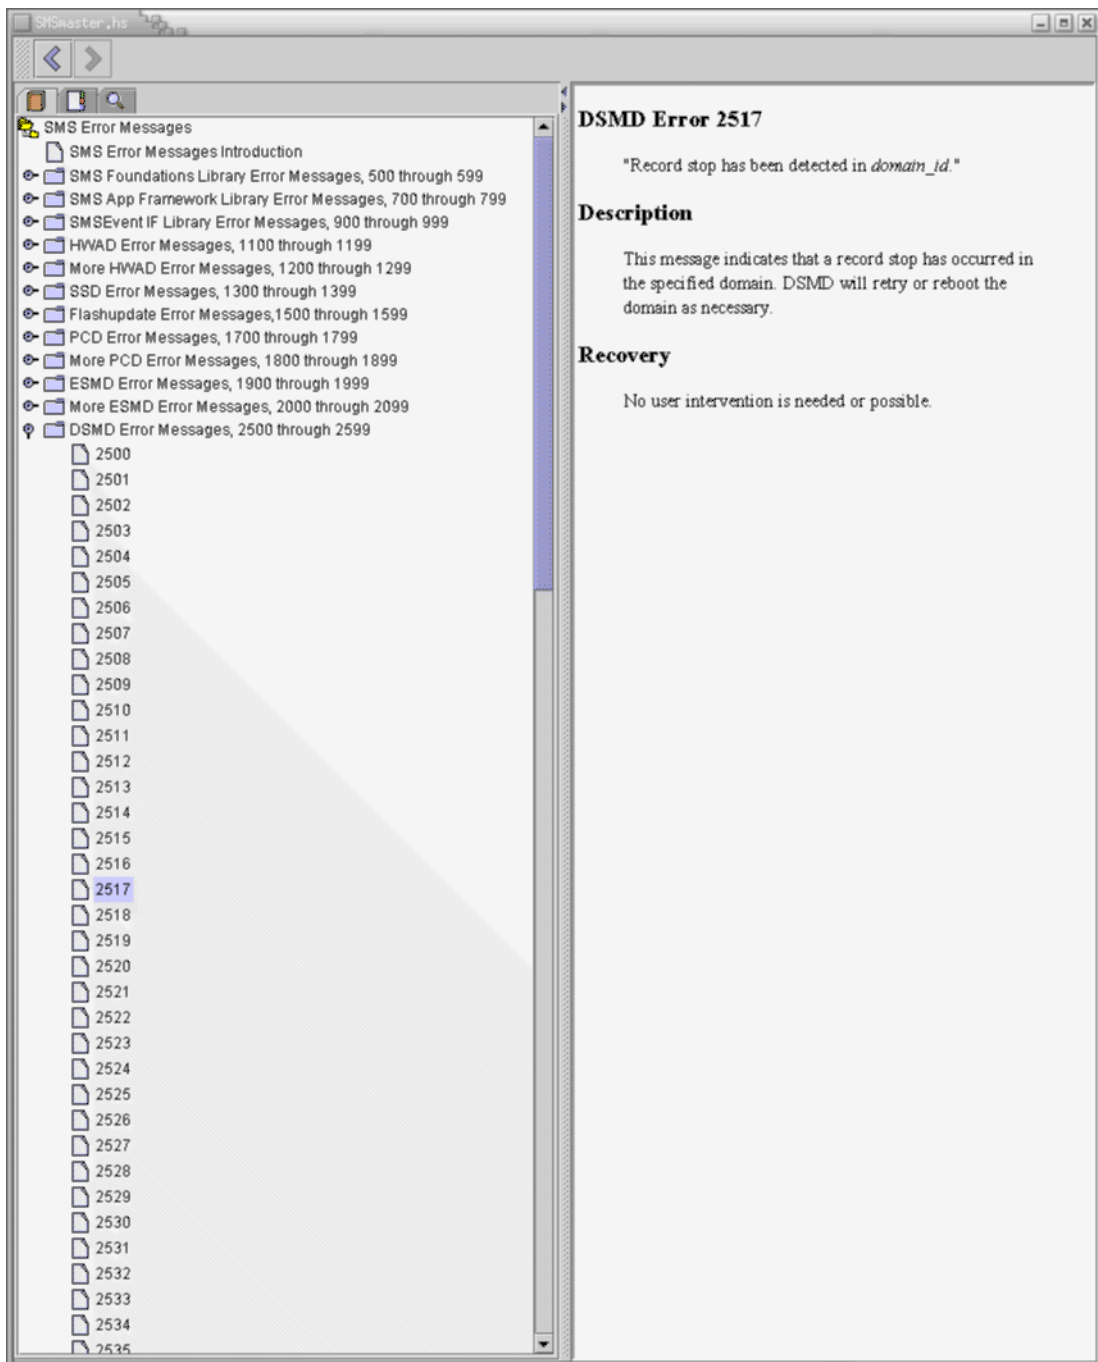 SMSmaster.hs
SMS Error Messages
SMS Error Messages Introduction
SMS Foundations Library Error Messages, 500 through 599
SMS App Framework Library Error Messages, 700 through 799
SMSEvent IF Library Error Messages, 900 through 999
HWAD Error Messages, 1100 through 1199
More HWAD Error Messages, 1200 through 1299
SSD Error Messages, 1300 through 1399
Flashupdate Error Messages,1500 through 1599
PCD Error Messages, 1700 through 1799
More PCD Error Messages, 1800 through 1899
ESMD Error Messages, 1900 through 1999
More ESMD Error Messages, 2000 through 2099
DSMD Error Messages, 2500 through 2599
2500
2501
2502
2503
2504
2505
2506
2507
2508
2509
2510
2511
2512
2513
2514
2515
2516
2517
2518
2519
2520
2521
2522
2523
2524
2525
2526
2527
2528
2529
2530
2531
2532
2533
2534
2535
DSMD Error 2517
"Record stop has been detected in domain_id."
Description
This message indicates that a record stop has occurred in
the specified domain. DSMD will retry or reboot the
domain as necessary.
Recovery
No user intervention is needed or possible.